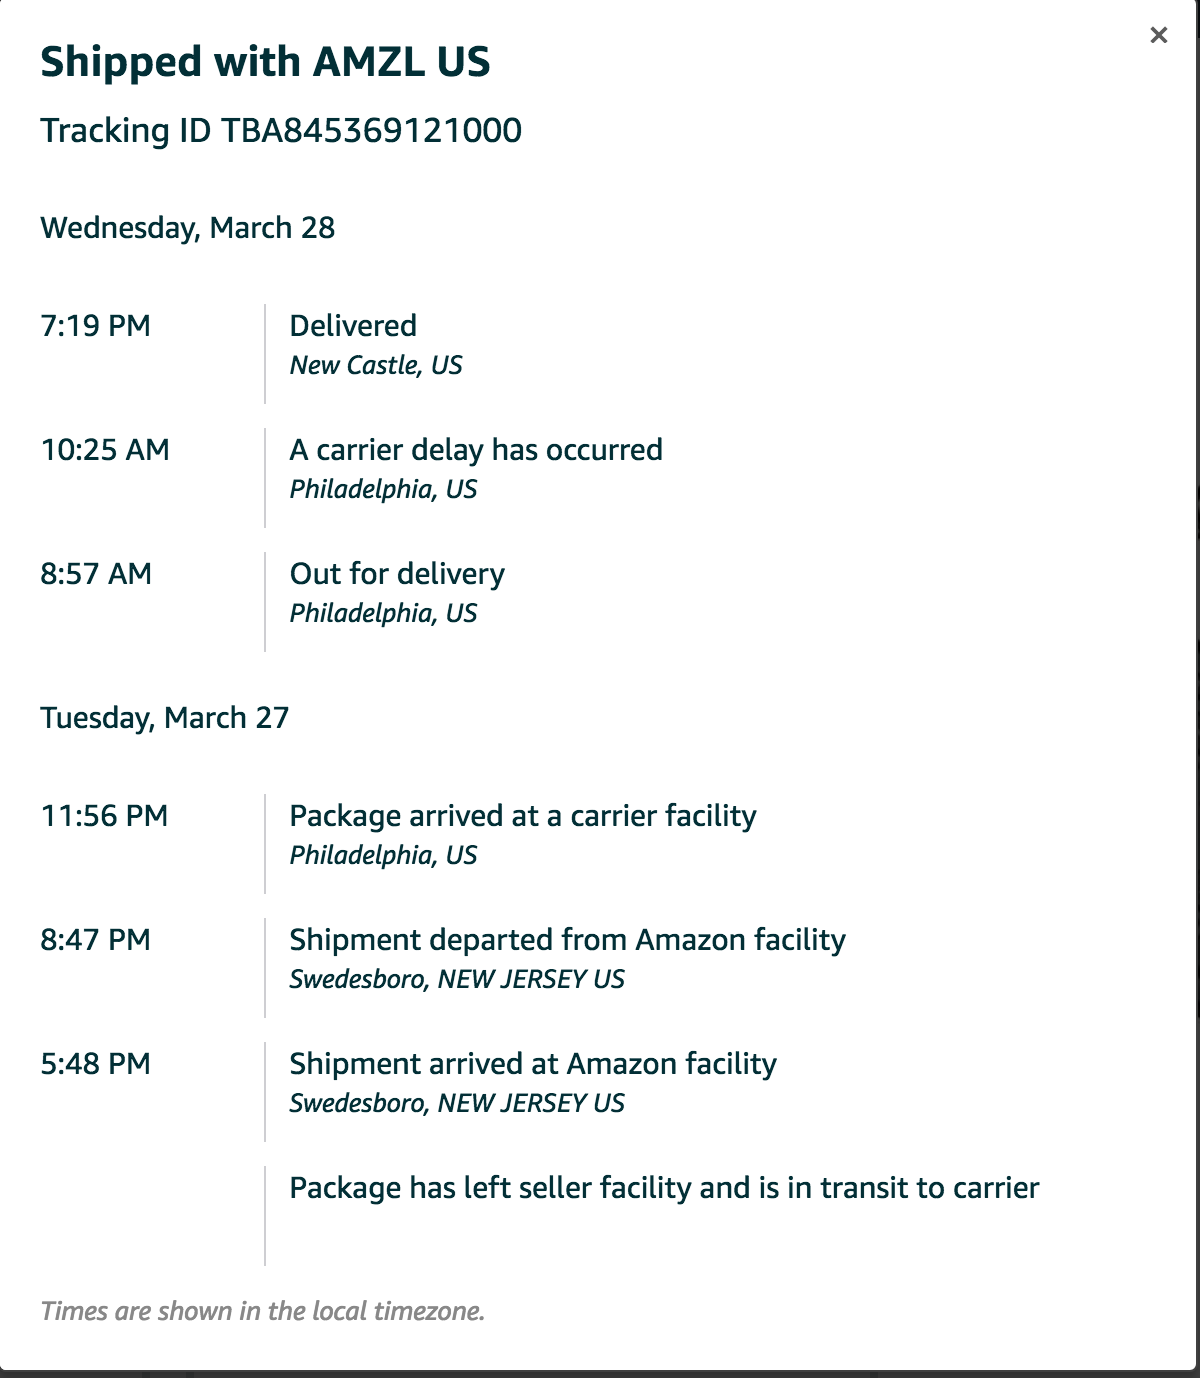 Shipped with AMZL US
Tracking ID TBA845369121000
Wednesday, March 28
7:19 PM
Delivered
New Castle, US
10:25 AM
A carrier delay has occurred
Philadelphia, US
8:57 AM
Out for delivery
Philadelphia, US
Tuesday, March 27
11:56 PM
Package arrived at a carrier facility
Philadelphia, US
8:47 PM
Shipment departed from Amazon facility
Swedesboro, NEW JERSEY US
5:48 PM
Shipment arrived at Amazon facility
Swedesboro, NEW JERSEY US
Package has left seller facility and is in transit to carrier
Times are shown in the local timezone.